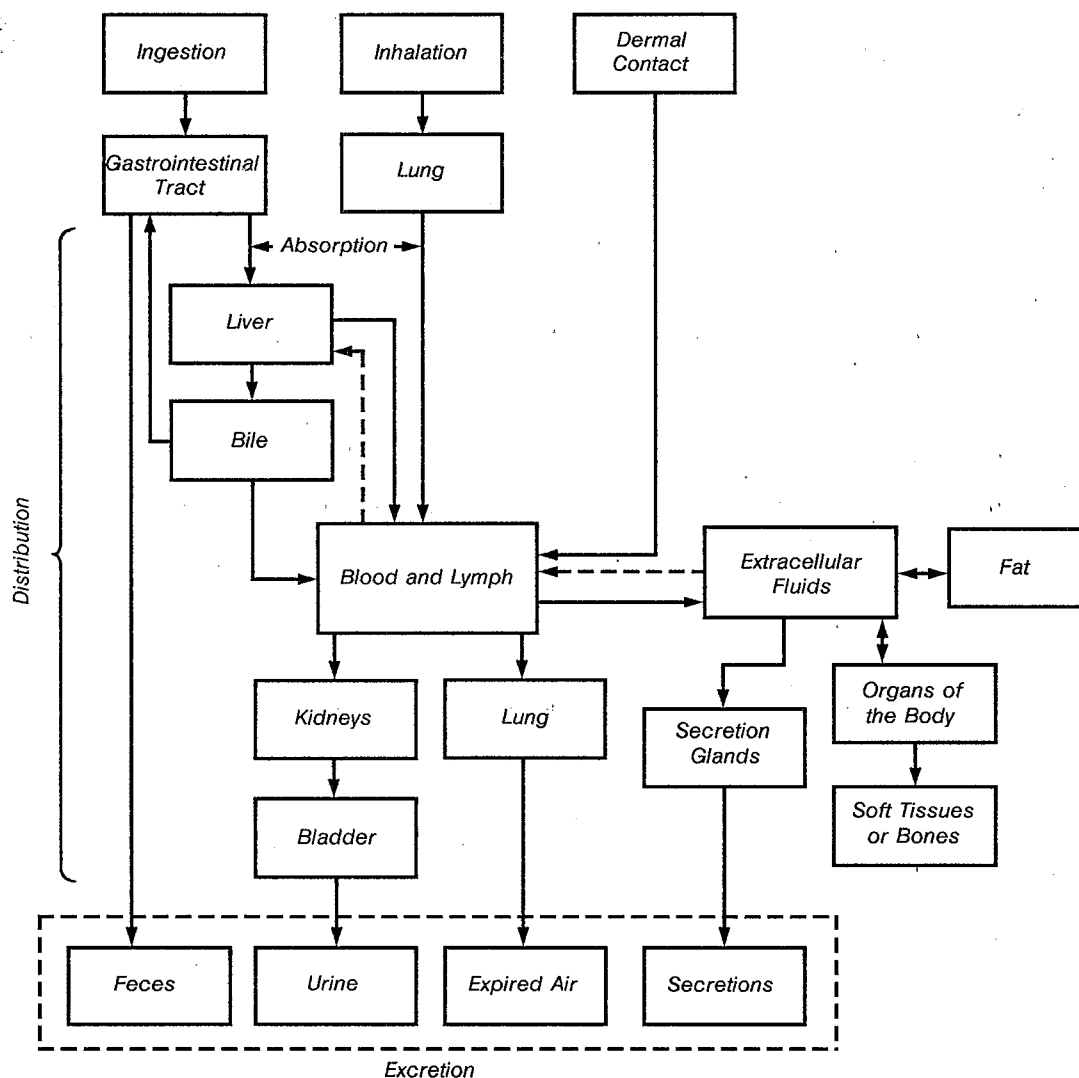 Ingestion
Inhalation
Dermal
Contact
Gastrointestinal
Tract
Lung
Absorption
Liver
Bile
Distribution
Blood and Lymph
Extracellular
Fluids
Fat
Kidneys
Lung
Secretion
Glands
Organs of
the Body
Bladder
Soft Tissues
or Bones
Feces
Urine
Expired Air
Secretions
Excretion